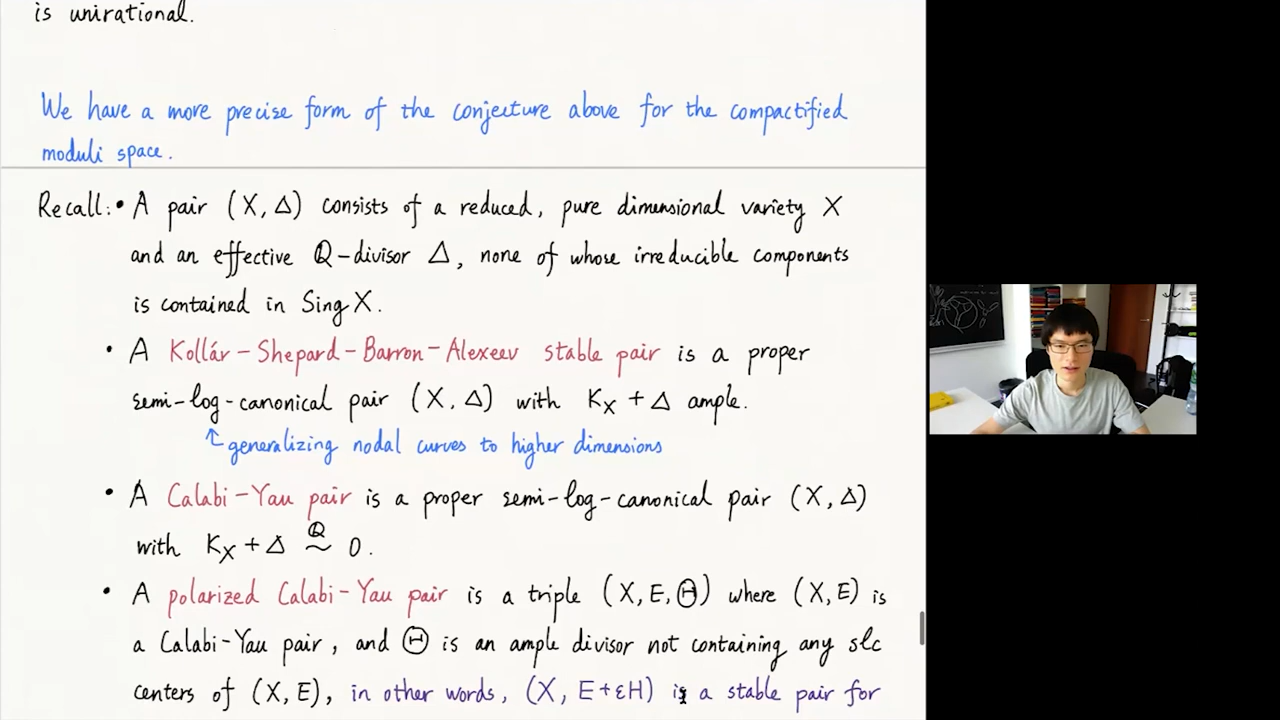 is unirational.
We have a more precise form of the conjecture above for the compactified
moduli space.
Recall: • A pair (X, Δ) consists of a reduced, pure dimensional variety X
and an effective Q-divisor Δ, none of whose irreducible components
is contained in Sing X.
• A Kollár-Shepard-Barron-Alexeev stable pair is a proper
semi-log-canonical pair (X, Δ) with K_X + Δ ample.
↑ generalizing nodal curves to higher dimensions
• A Calabi-Yau pair is a proper semi-log-canonical pair (X, Δ)
with K_X + Δ ~^Q 0.
• A polarized Calabi-Yau pair is a triple (X, E, Θ) where (X, E) is
a Calabi-Yau pair, and Θ is an ample divisor not containing any slc
centers of (X, E), in other words, (X, E+εH) is a stable pair for